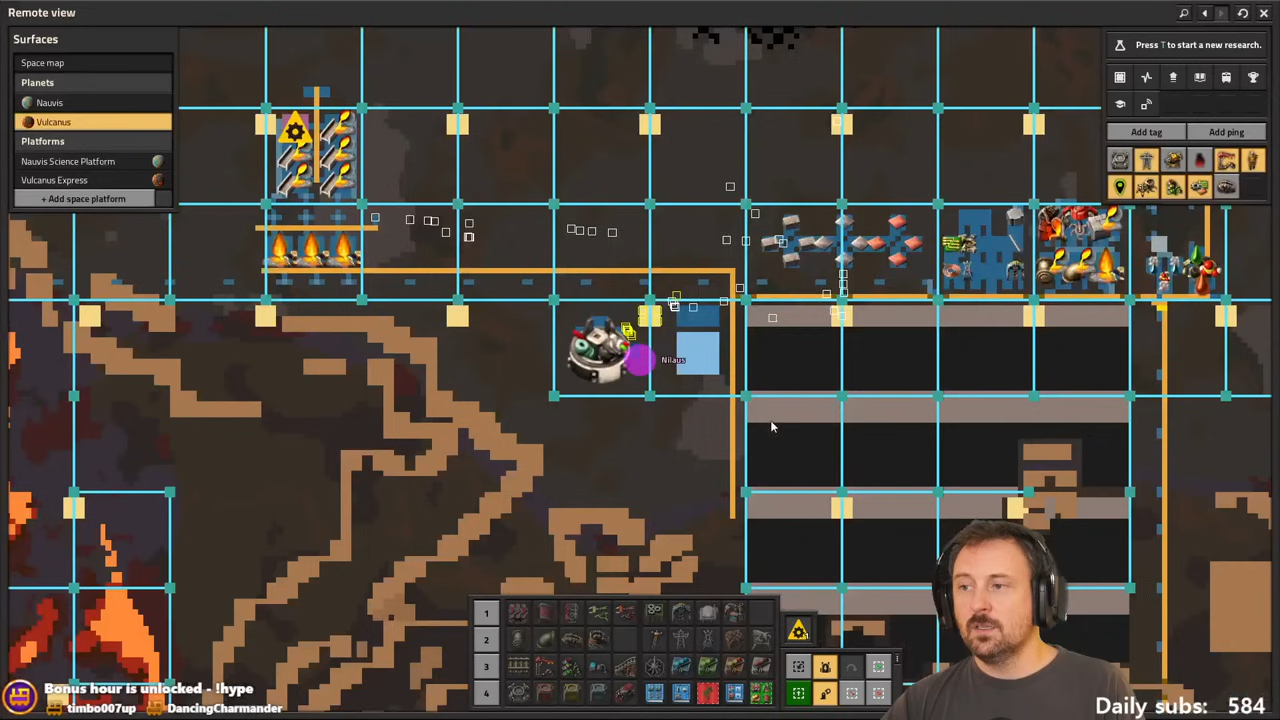 Remote view
Surfaces
Space map
Planets
Nauvis
Vulcanus
Platforms
Nauvis Science Platform
Vulcanus Express
+ Add space platform
Press T to start a new research.
Add tag
Add ping
Nilaus
1
2
3
4
Bonus hour is unlocked - !hype
timbo007up
DancingCharmander
Daily subs: 584